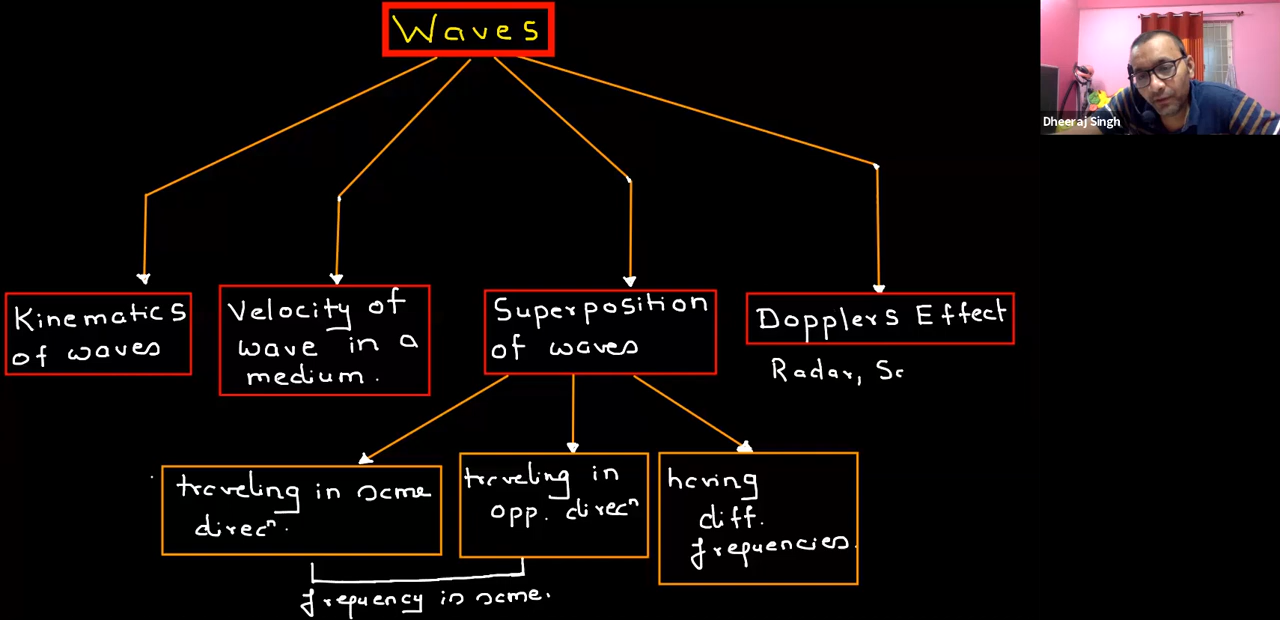 Waves
Dheeraj Singh
Kinematics
of waves
Velocity of
wave in a
medium.
Superposition
of waves
Dopplers Effect
Radar, So
traveling in same
direcⁿ.
traveling in
opp. direcⁿ
having
diff.
frequencies.
frequency is same.